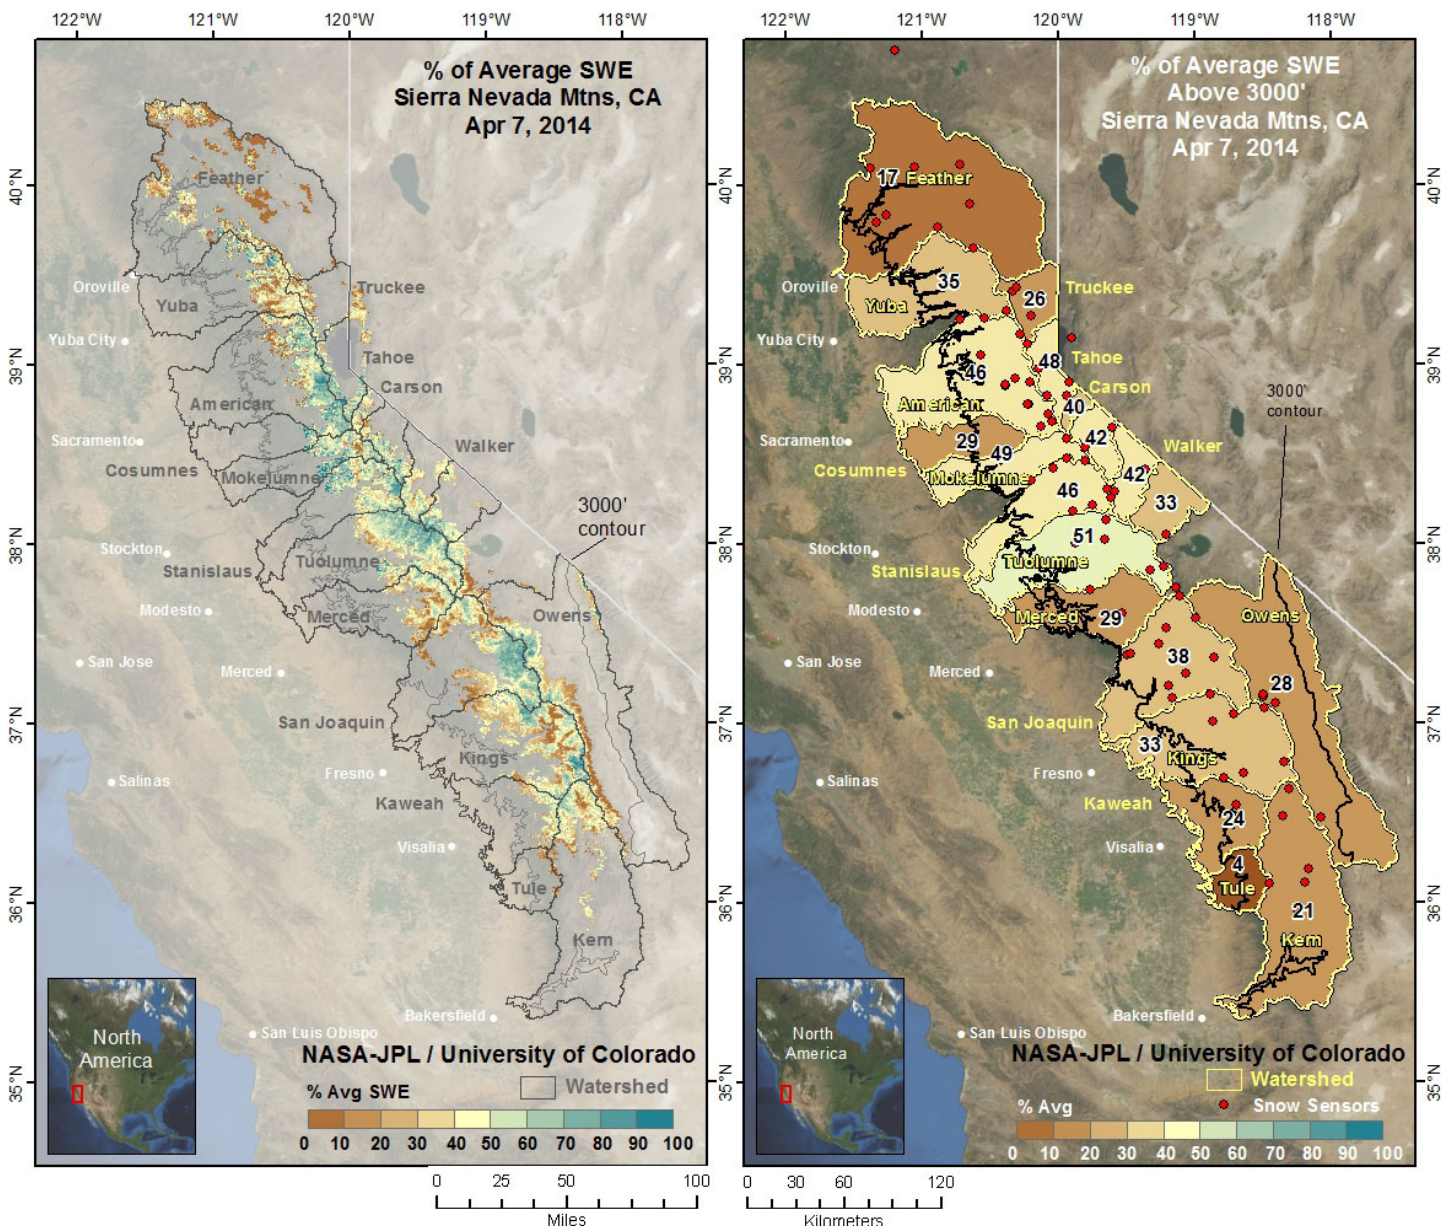 122°W 121°W 120°W 119°W 118°W
% of Average SWE
Sierra Nevada Mtns, CA
Apr 7, 2014
40°N
39°N
38°N
37°N
36°N
35°N
Feather
Oroville
Truckee
Yuba
Yuba City
Tahoe
Carson
American
Sacramento
Walker
Cosumnes
Mokelumne
3000'
contour
Stockton
Stanislaus
Tuolumne
Modesto
Merced
Owens
San Jose
Merced
San Joaquin
Kings
Salinas
Fresno
Kaweah
Visalia
Tule
Kern
Bakersfield
San Luis Obispo
North
America
NASA-JPL / University of Colorado
% Avg SWE
Watershed
0 10 20 30 40 50 60 70 80 90 100
0 25 50 100
Miles
122°W 121°W 120°W 119°W 118°W
% of Average SWE
Above 3000'
Sierra Nevada Mtns, CA
Apr 7, 2014
40°N
39°N
38°N
37°N
36°N
35°N
17
Feather
Oroville
35
26
Truckee
Yuba
Yuba City
48
Tahoe
46
Carson
American
40
3000'
contour
Sacramento
29
42
Walker
49
Cosumnes
Mokelumne
42
46
33
51
Stockton
Stanislaus
Tuolumne
Modesto
Merced
29
Owens
San Jose
38
Merced
28
San Joaquin
33
Kings
Salinas
Fresno
Kaweah
24
Visalia
4
Tule
21
Kern
Bakersfield
San Luis Obispo
North
America
NASA-JPL / University of Colorado
Watershed
% Avg
Snow Sensors
0 10 20 30 40 50 60 70 80 90 100
0 30 60 120
Kilometers